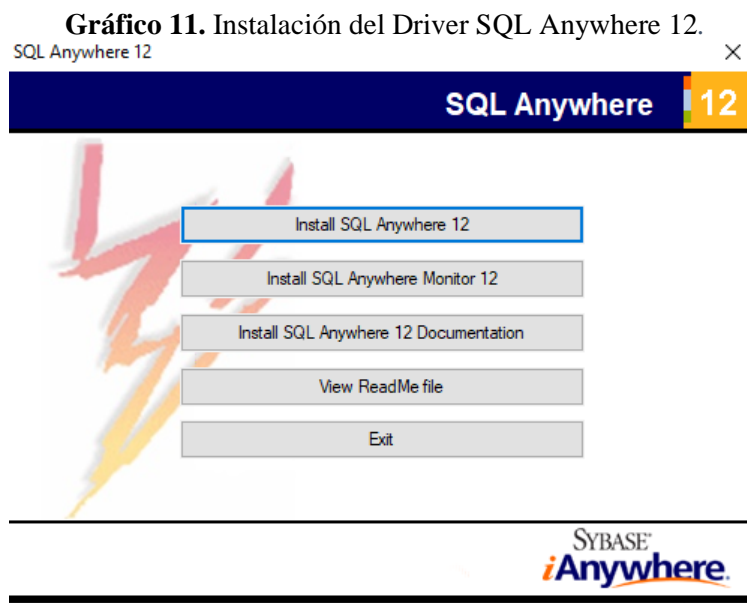 Gráfico 11. Instalación del Driver SQL Anywhere 12.
SQL Anywhere 12
SQL Anywhere 12
Install SQL Anywhere 12
Install SQL Anywhere Monitor 12
Install SQL Anywhere 12 Documentation
View ReadMe file
Exit
SYBASE®
iAnywhere.